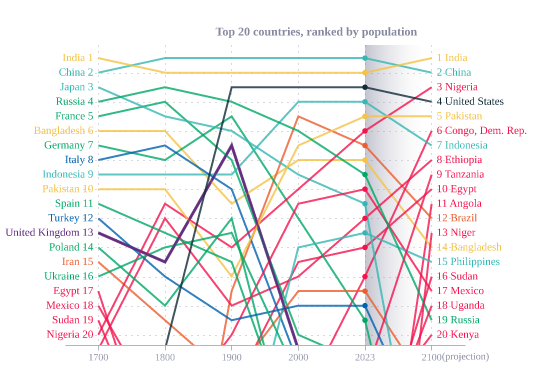 Top 20 countries, ranked by population
India 1
China 2
Japan 3
Russia 4
France 5
Bangladesh 6
Germany 7
Italy 8
Indonesia 9
Pakistan 10
Spain 11
Turkey 12
United Kingdom 13
Poland 14
Iran 15
Ukraine 16
Egypt 17
Mexico 18
Sudan 19
Nigeria 20
1 India
2 China
3 Nigeria
4 United States
5 Pakistan
6 Congo, Dem. Rep.
7 Indonesia
8 Ethiopia
9 Tanzania
10 Egypt
11 Angola
12 Brazil
13 Niger
14 Bangladesh
15 Philippines
16 Sudan
17 Mexico
18 Uganda
19 Russia
20 Kenya
1700 1800 1900 2000 2023 2100(projection)